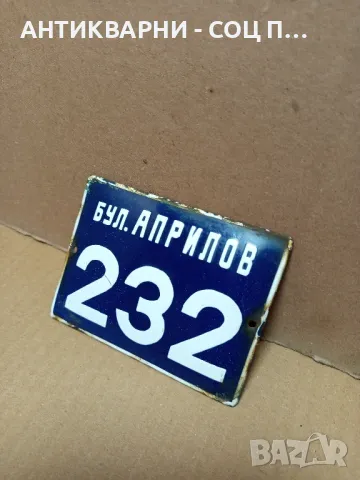 АНТИКВАРНИ - СОЦ П...
БУЛ. АПРИЛОВ
232
BAZAR